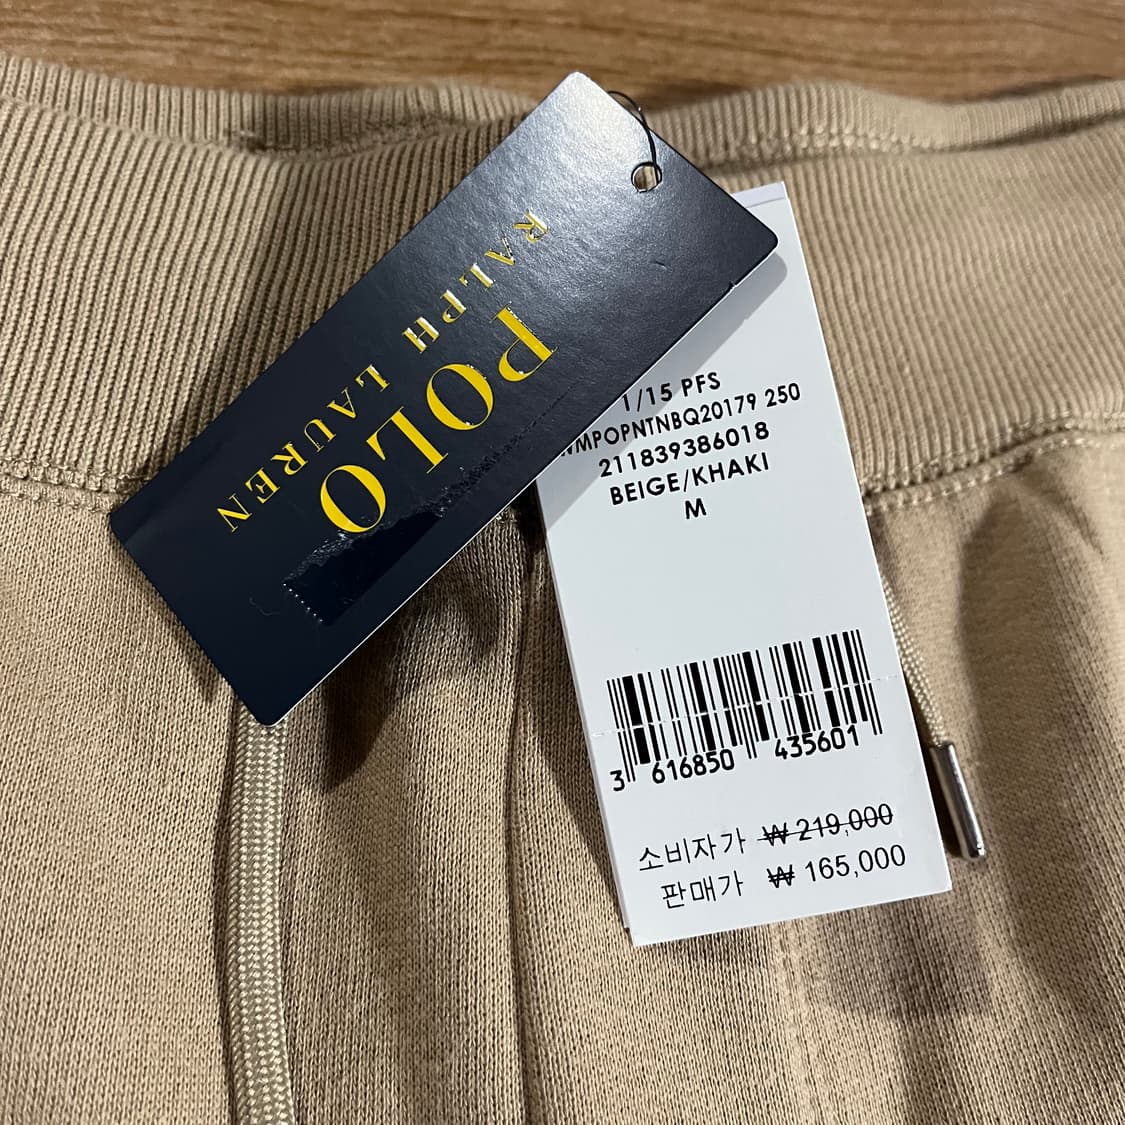 POLO
RALPH LAUREN
1/15 PFS
WMPOPNTNBQ20179 250
211839386018
BEIGE/KHAKI
M
3 616850 435601
소비자가 ₩ 219,000
판매가 ₩ 165,000